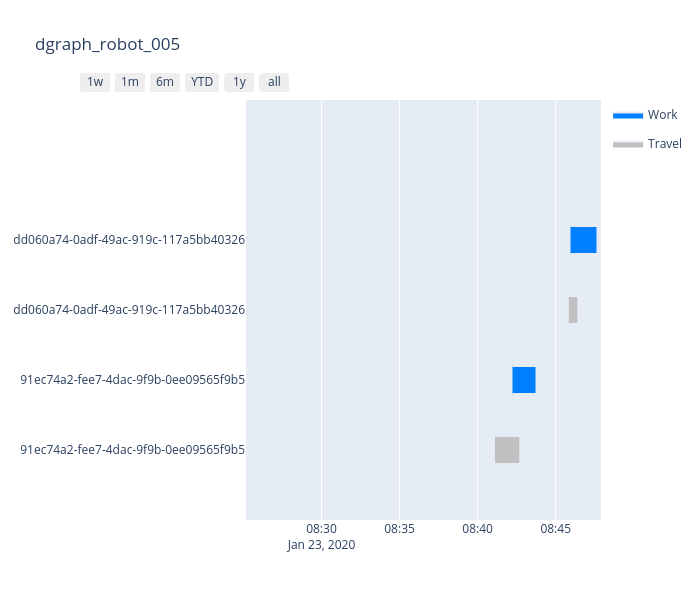 dgraph_robot_005
1w 1m 6m YTD 1y all
Work
Travel
dd060a74-0adf-49ac-919c-117a5bb40326
dd060a74-0adf-49ac-919c-117a5bb40326
91ec74a2-fee7-4dac-9f9b-0ee09565f9b5
91ec74a2-fee7-4dac-9f9b-0ee09565f9b5
08:30 08:35 08:40 08:45
Jan 23, 2020